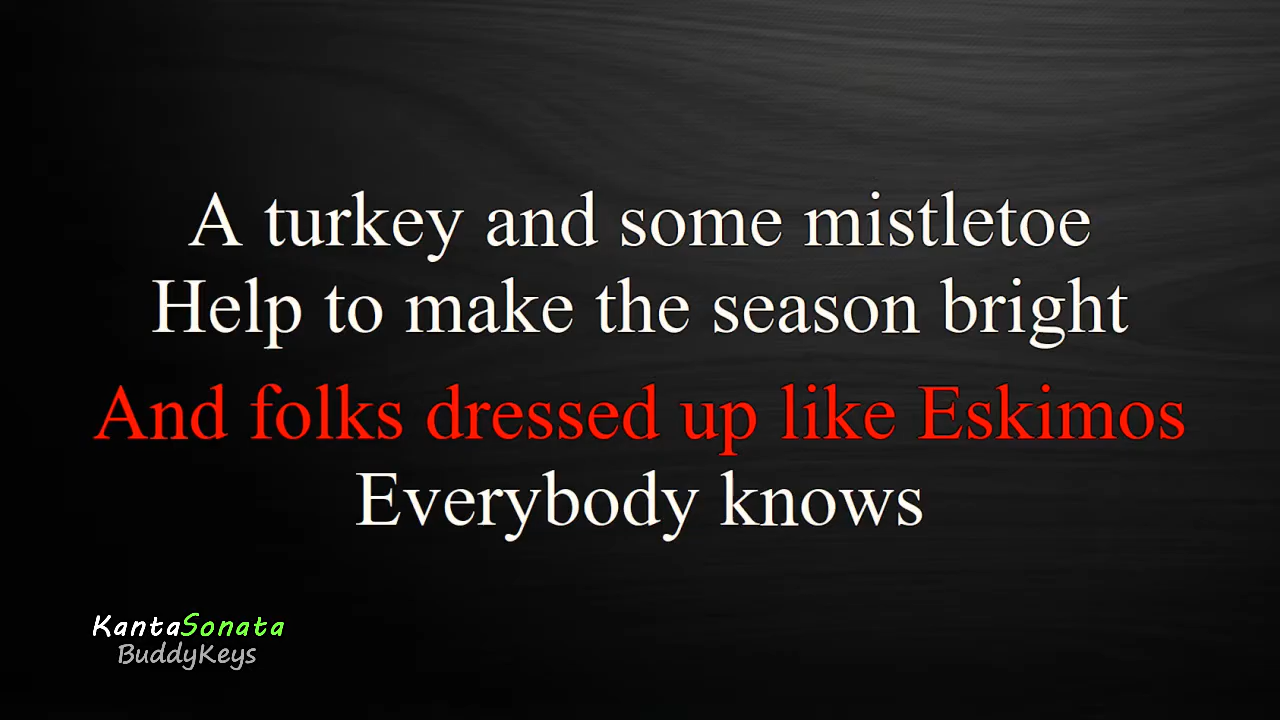 A turkey and some mistletoe
Help to make the season bright
And folks dressed up like Eskimos
Everybody knows
KantaSonata
BuddyKeys